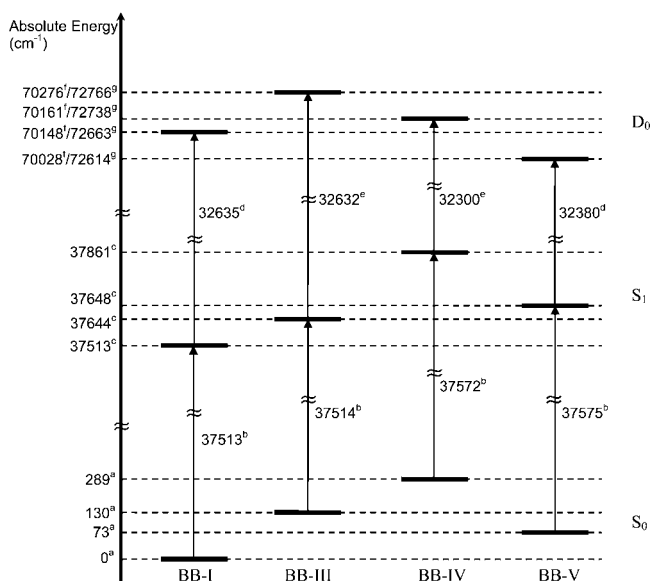 Absolute Energy
(cm⁻¹)
70276ᶠ/72766ᵍ
70161ᶠ/72738ᵍ
D₀
70148ᶠ/72663ᵍ
70028ᶠ/72614ᵍ
32635ᵈ
32632ᵉ
32300ᵉ
32380ᵈ
37861ᶜ
37648ᶜ
S₁
37644ᶜ
37513ᶜ
37513ᵇ
37514ᵇ
37572ᵇ
37575ᵇ
289ᵃ
130ᵃ
73ᵃ
S₀
0ᵃ
BB-I BB-III BB-IV BB-V